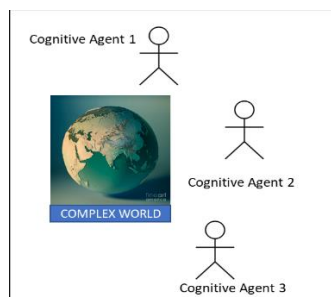 Cognitive Agent 1
COMPLEX WORLD
Cognitive Agent 2
Cognitive Agent 3